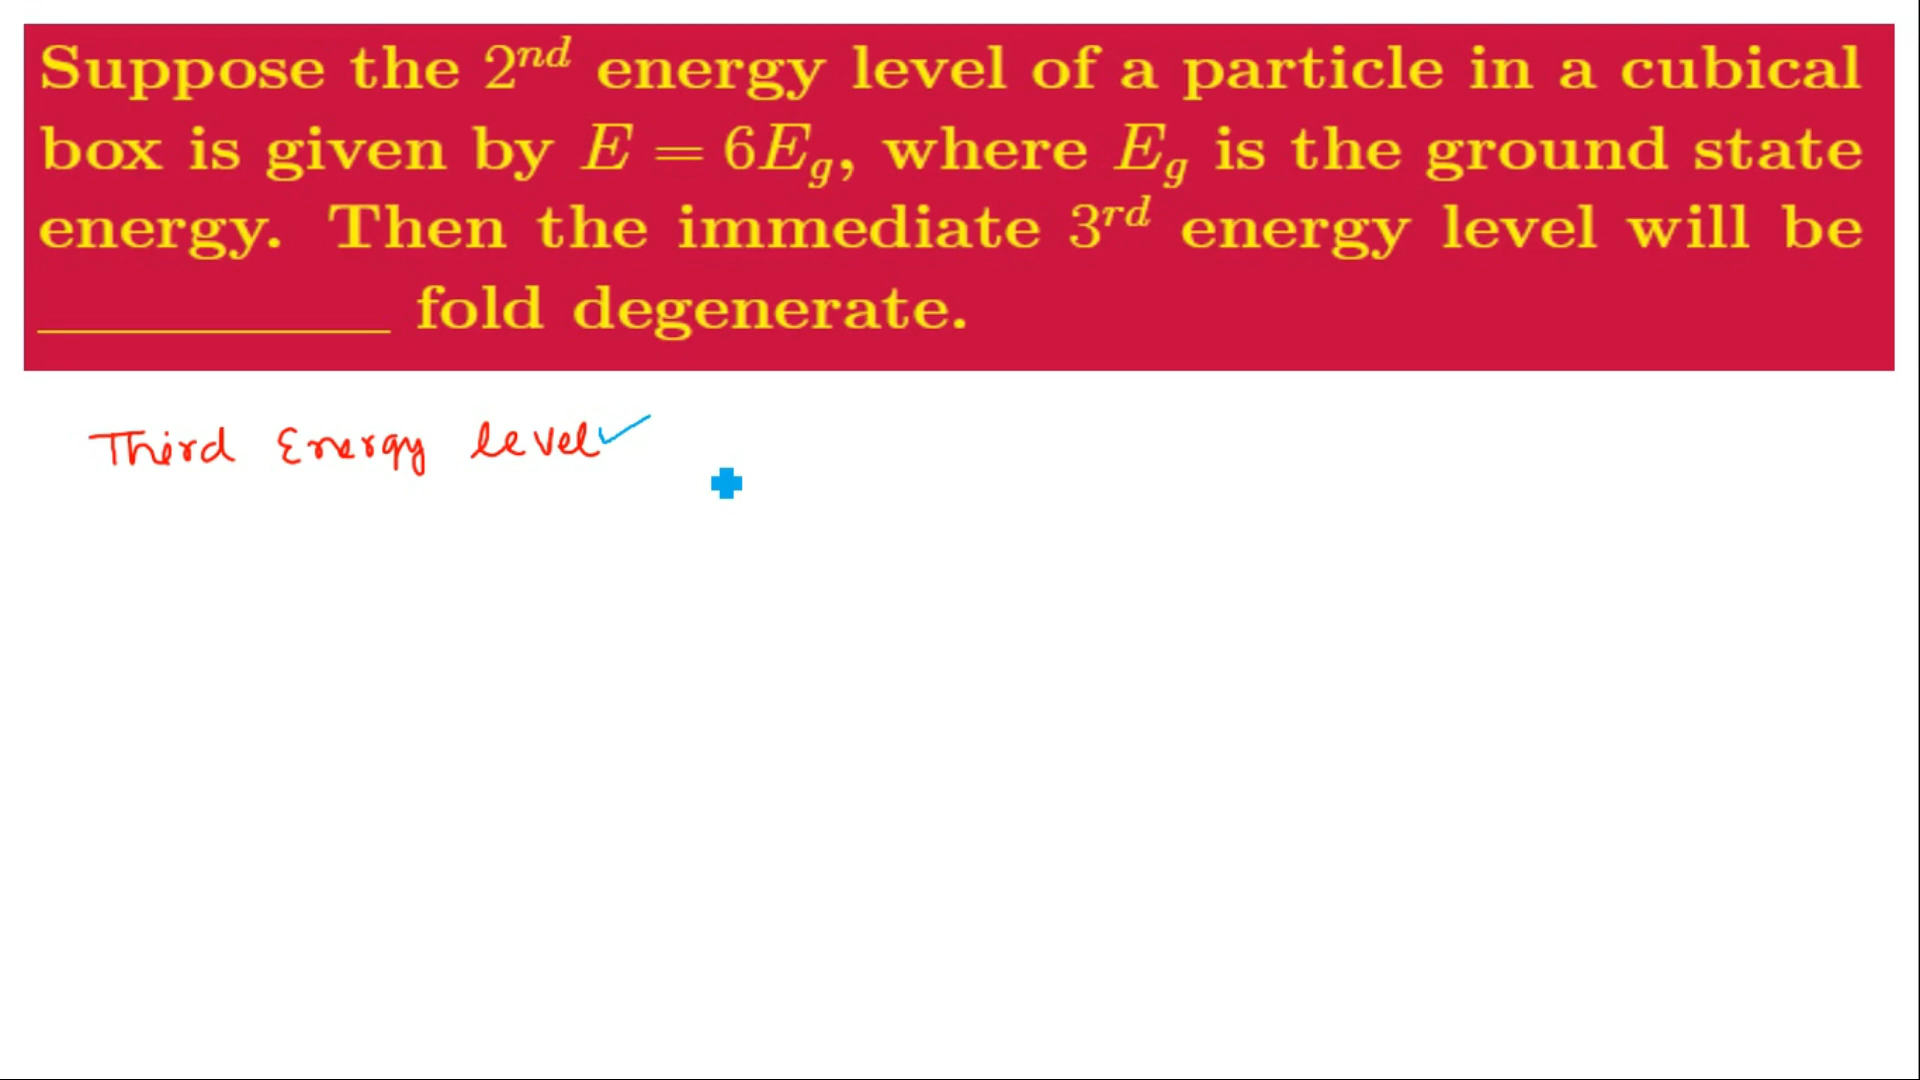 Suppose the 2nd energy level of a particle in a cubical
box is given by E = 6Eg, where Eg is the ground state
energy. Then the immediate 3rd energy level will be
__________ fold degenerate.
Third Energy level✓